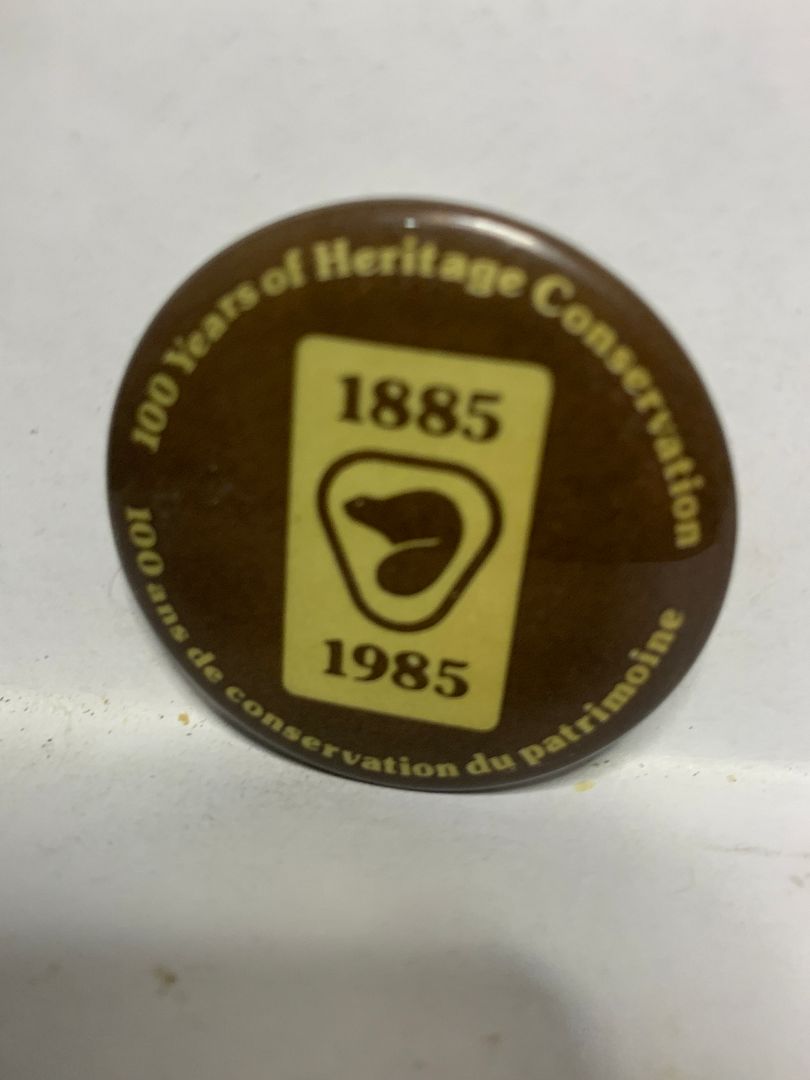 100 Years of Heritage Conservation
1885
1985
100 ans de conservation du patrimoine